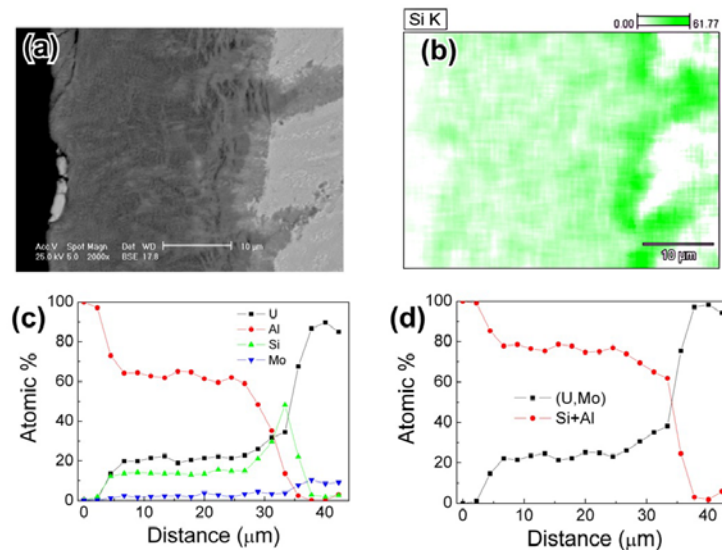 (a)
Acc.V Spot Magn Det WD
25.0 kV 5.0 2000x BSE 17.8
10 μm
Si K
0.00 61.77
(b)
10 μm
(c)
Atomic %
100
80
60
40
20
0
U
Al
Si
Mo
0 10 20 30 40
Distance (μm)
(d)
Atomic %
100
80
60
40
20
0
(U,Mo)
Si+Al
0 10 20 30 40
Distance (μm)